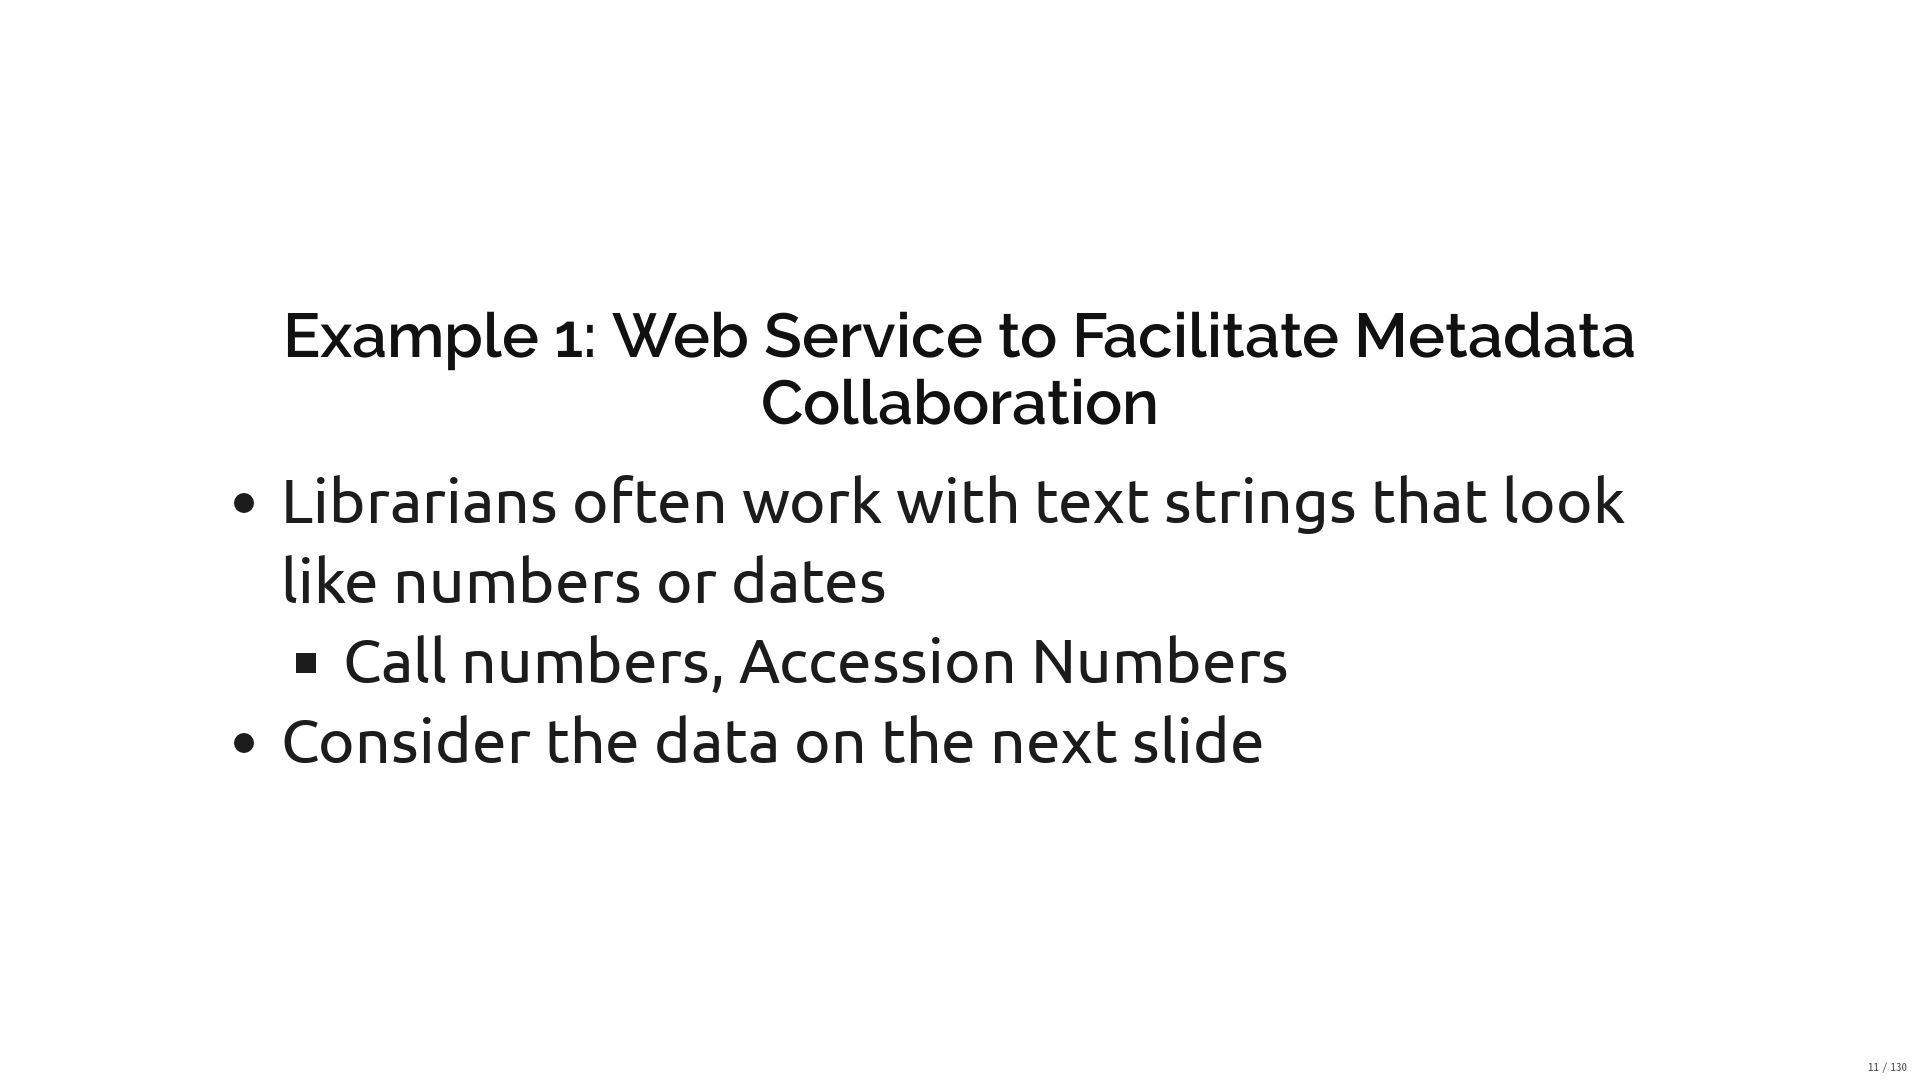 Example 1: Web Service to Facilitate Metadata
Collaboration
• Librarians often work with text strings that look
like numbers or dates
▪ Call numbers, Accession Numbers
• Consider the data on the next slide
11 / 130